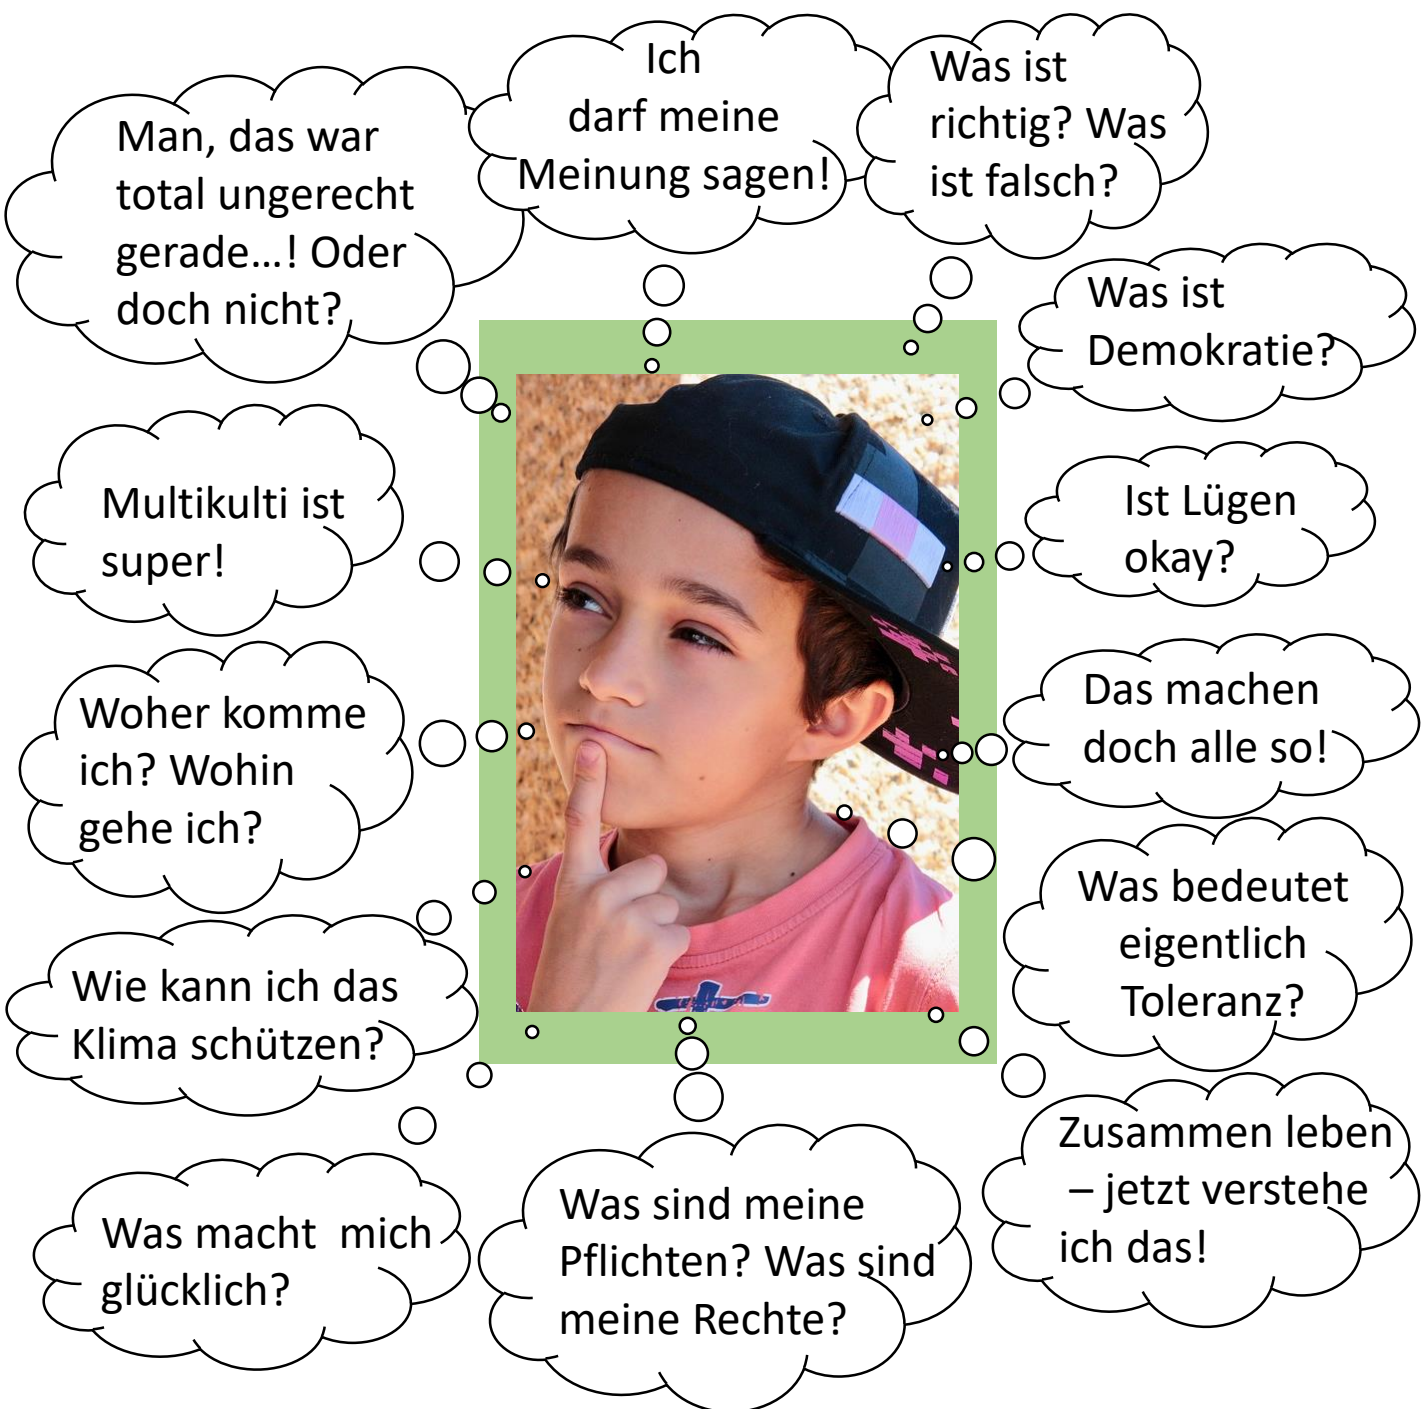 Man, das war
total ungerecht
gerade...! Oder
doch nicht?
Ich
darf meine
Meinung sagen!
Was ist
richtig? Was
ist falsch?
Was ist
Demokratie?
Multikulti ist
super!
Ist Lügen
okay?
Woher komme
ich? Wohin
gehe ich?
Das machen
doch alle so!
Was bedeutet
eigentlich
Toleranz?
Wie kann ich das
Klima schützen?
Zusammen leben
– jetzt verstehe
ich das!
Was macht  mich
glücklich?
Was sind meine
Pflichten? Was sind
meine Rechte?